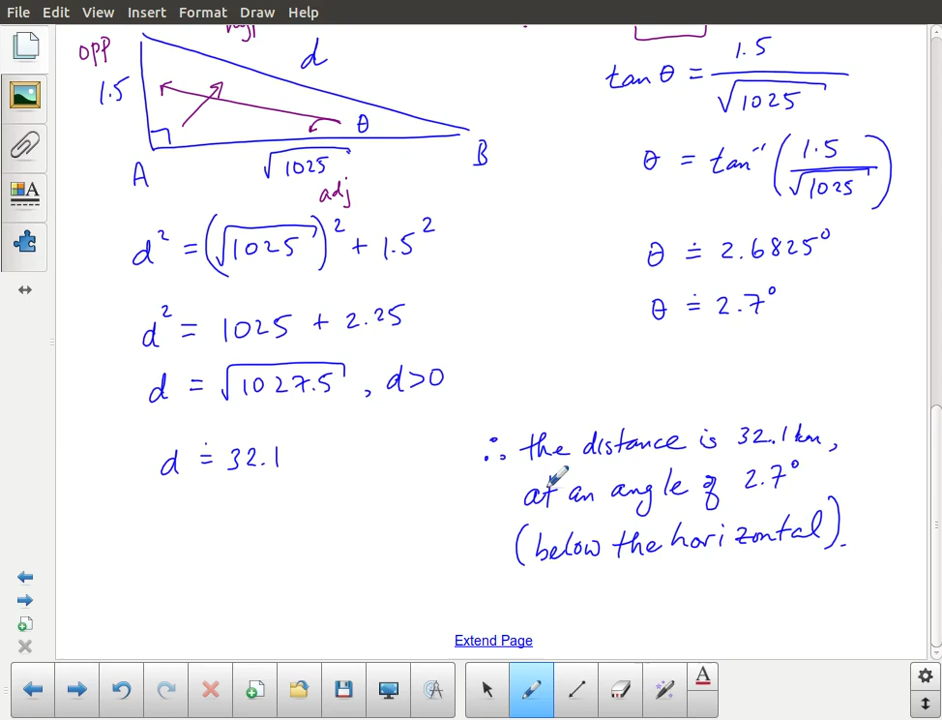 File Edit View Insert Format Draw Help
opp
d
1.5
θ
A
√1025
B
adj
d² = (√1025)² + 1.5²
d² = 1025 + 2.25
d = √1027.5 , d>0
d ≐ 32.1
tan θ = 1.5/√1025
θ = tan⁻¹(1.5/√1025)
θ ≐ 2.6825°
θ ≐ 2.7°
∴ the distance is 32.1 km,
at an angle of 2.7°
(below the horizontal).
Extend Page
A